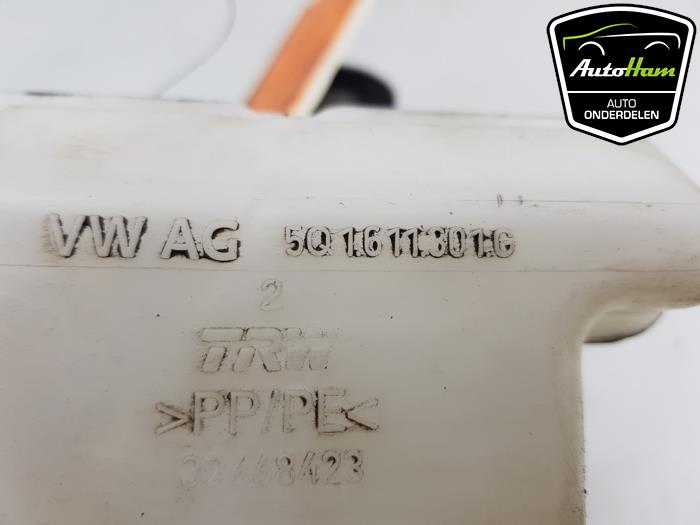 AutoHam
AUTO
ONDERDELEN
VW AG 5Q1.611.301.G
2
TRW
>PP/PE<
32468423